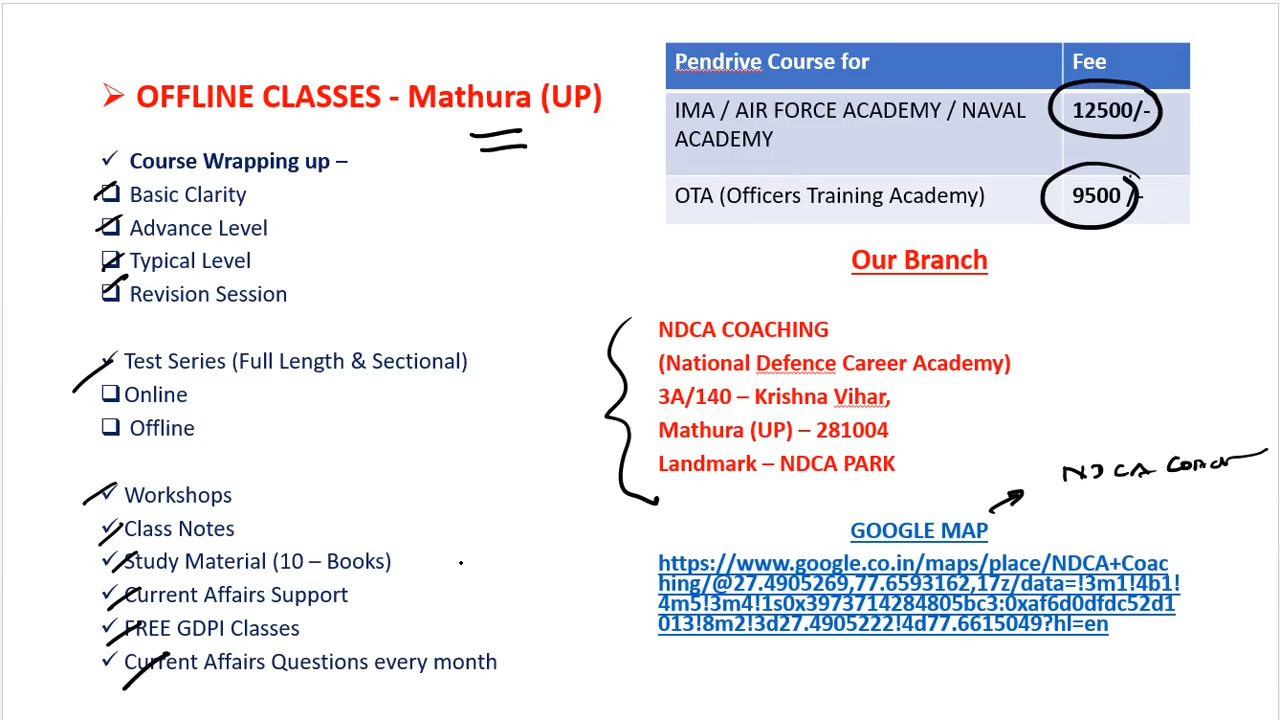 OFFLINE CLASSES - Mathura (UP)
Course Wrapping up –
Basic Clarity
Advance Level
Typical Level
Revision Session
Test Series (Full Length & Sectional)
Online
Offline
Workshops
Class Notes
Study Material (10 – Books)
Current Affairs Support
FREE GDPI Classes
Current Affairs Questions every month
Pendrive Course for Fee
IMA / AIR FORCE ACADEMY / NAVAL 12500/-
ACADEMY
OTA (Officers Training Academy) 9500 /-
Our Branch
NDCA COACHING
(National Defence Career Academy)
3A/140 – Krishna Vihar,
Mathura (UP) – 281004
Landmark – NDCA PARK
NDCA
GOOGLE MAP
https://www.google.co.in/maps/place/NDCA+Coac
hing/@27.4905269,77.6593162,17z/data=!3m1!4b1!
4m5!3m4!1s0x3973714284805bc3:0xaf6d0dfdc52d1
013!8m2!3d27.4905222!4d77.6615049?hl=en